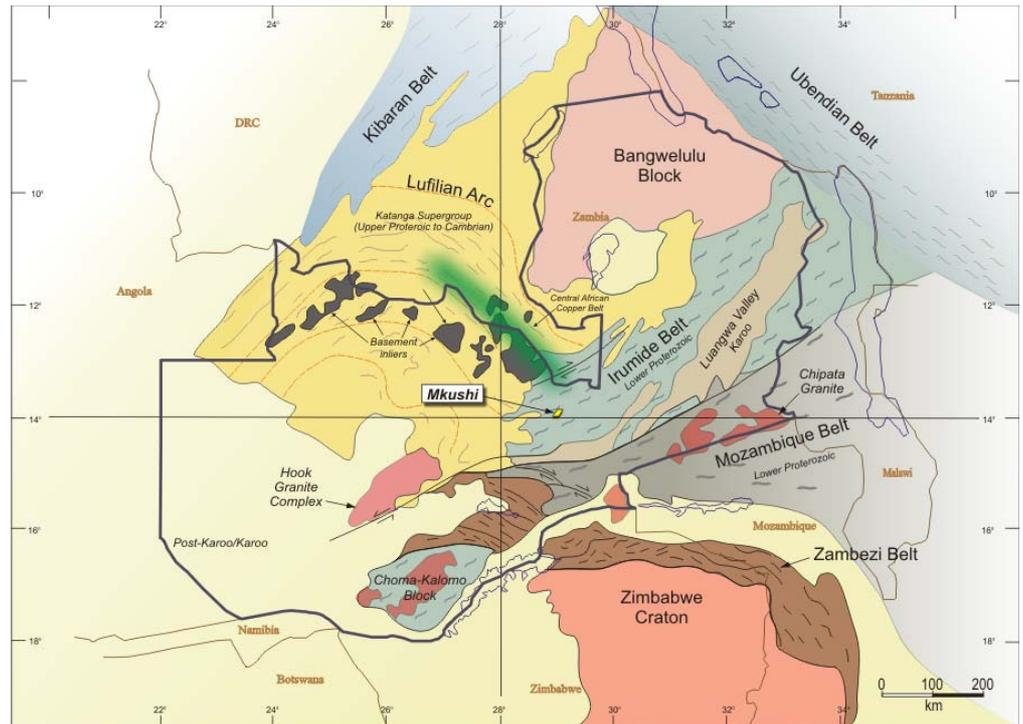 22°
24°
26°
28°
30°
32°
34°
Kibaran Belt
Ubendian Belt
Tanzania
DRC
Bangwelulu
Block
10°
Lufilian Arc
Katanga Supergroup
(Upper Proteroic to Cambrian)
Zambia
10°
Angola
12°
Central African
Copper Belt
12°
Basement
inliers
Irumide Belt
Lower Proterozoic
Luangwa Valley
Karoo
Mkushi
Chipata
Granite
14°
14°
Mozambique Belt
Lower Proterozoic
Malawi
Hook
Granite
Complex
16°
Post-Karoo/Karoo
Mozambique
16°
Zambezi Belt
Choma-Kalomo
Block
Zimbabwe
Craton
Namibia
18°
18°
Botswana
Zimbabwe
0 100 200
km
22°
24°
26°
28°
30°
32°
34°